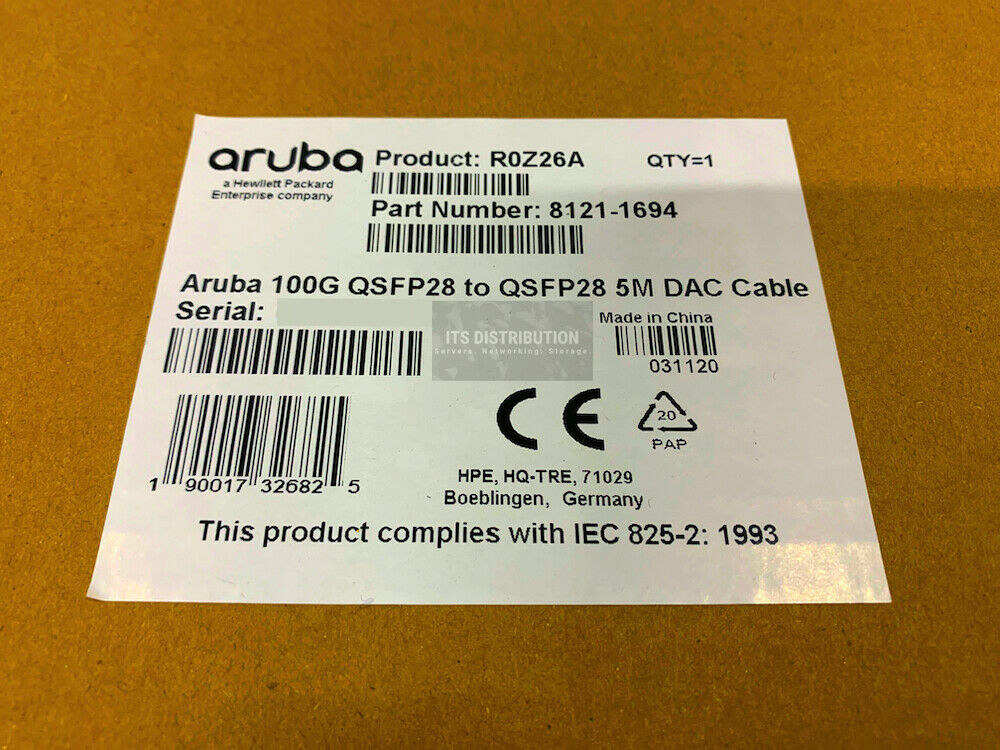 aruba Product: R0Z26A QTY=1
a Hewlett Packard
Enterprise company
Part Number: 8121-1694
Aruba 100G QSFP28 to QSFP28 5M DAC Cable
Serial:
Made in China
ITS DISTRIBUTION
Servers. Networking. Storage.
031120
CE
20
PAP
1 90017 32682 5
HPE, HQ-TRE, 71029
Boeblingen, Germany
This product complies with IEC 825-2: 1993